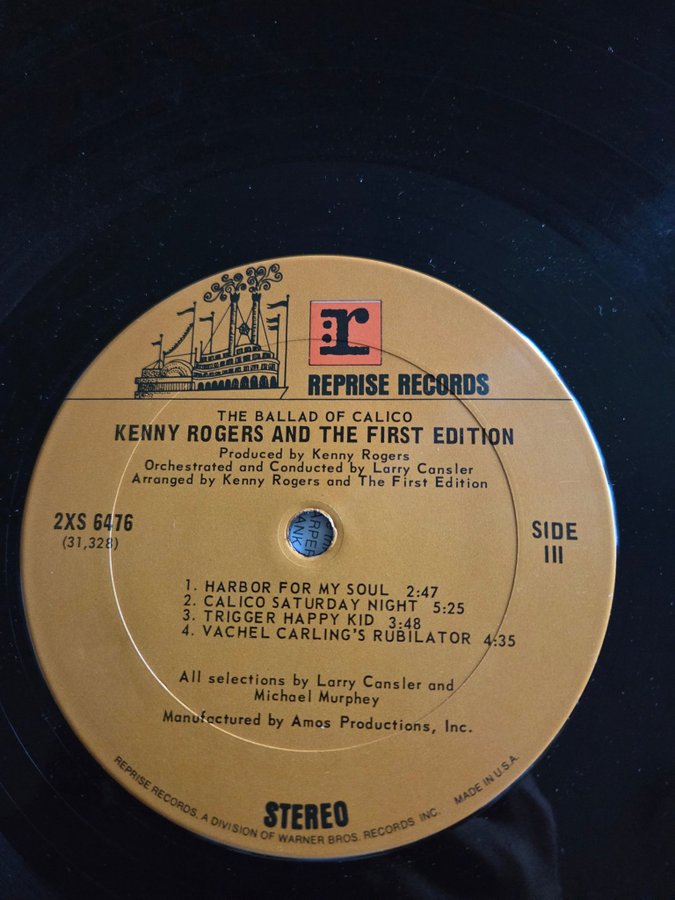 r
REPRISE RECORDS
THE BALLAD OF CALICO
KENNY ROGERS AND THE FIRST EDITION
Produced by Kenny Rogers
Orchestrated and Conducted by Larry Cansler
Arranged by Kenny Rogers and The First Edition
2XS 6476
(31,328)
SIDE
III
1. HARBOR FOR MY SOUL 2:47
2. CALICO SATURDAY NIGHT 5:25
3. TRIGGER HAPPY KID 3:48
4. VACHEL CARLING'S RUBILATOR 4:35
All selections by Larry Cansler and
Michael Murphey
Manufactured by Amos Productions, Inc.
STEREO
REPRISE RECORDS, A DIVISION OF WARNER BROS. RECORDS INC. MADE IN U.S.A.